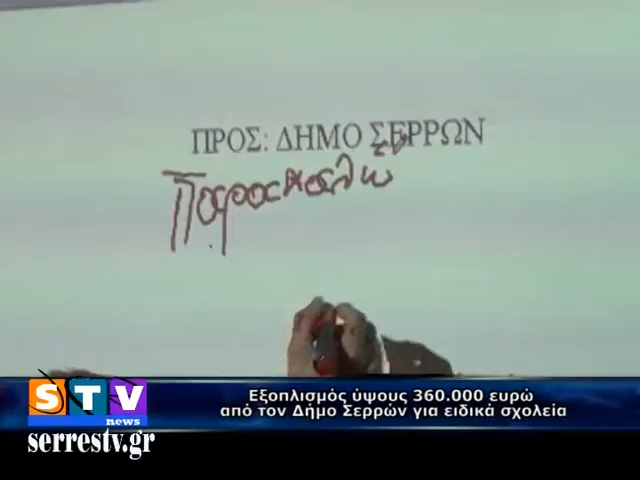 ΠΡΟΣ: ΔΗΜΟ ΣΕΡΡΩΝ
Παρακαλώ
STV
news
serrestv.gr
Εξοπλισμός ύψους 360.000 ευρώ
από τον Δήμο Σερρών για ειδικά σχολεία